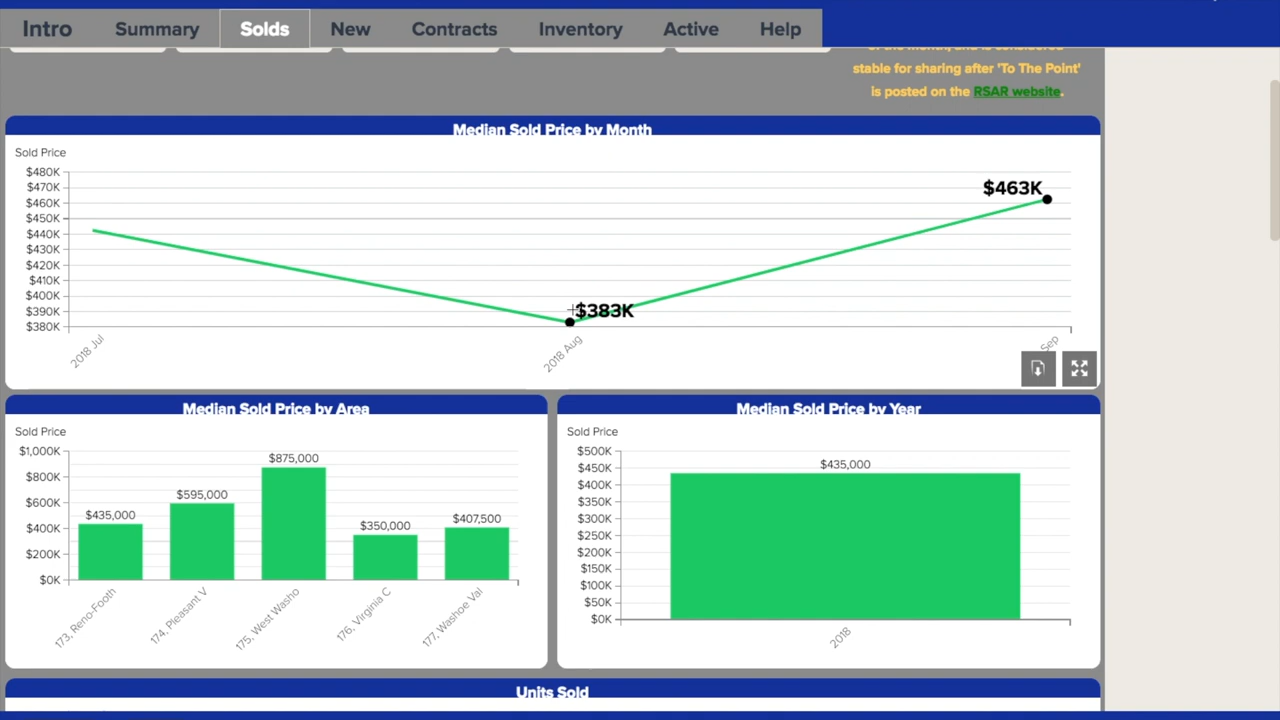 Intro Summary Solds New Contracts Inventory Active Help
stable for sharing after 'To The Point'
is posted on the RSAR website.
Median Sold Price by Month
Sold Price
$480K
$470K
$460K
$450K
$440K
$430K
$420K
$410K
$400K
$390K
$380K
$463K
$383K
2018 Jul
2018 Aug
Sep
Median Sold Price by Area
Sold Price
$1,000K
$800K
$600K
$400K
$200K
$0K
$435,000
$595,000
$875,000
$350,000
$407,500
173, Reno-Footh
174, Pleasant V
175, West Washo
176, Virginia C
177, Washoe Val
Median Sold Price by Year
Sold Price
$500K
$450K
$400K
$350K
$300K
$250K
$200K
$150K
$100K
$50K
$0K
$435,000
2018
Units Sold